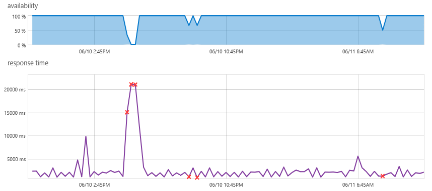 availability
100 %
50 %
0 %
06/10 2:45PM
06/10 10:45PM
06/11 6:45AM
response time
20000 ms
15000 ms
10000 ms
5000 ms
06/10 2:45PM
06/10 10:45PM
06/11 6:45AM